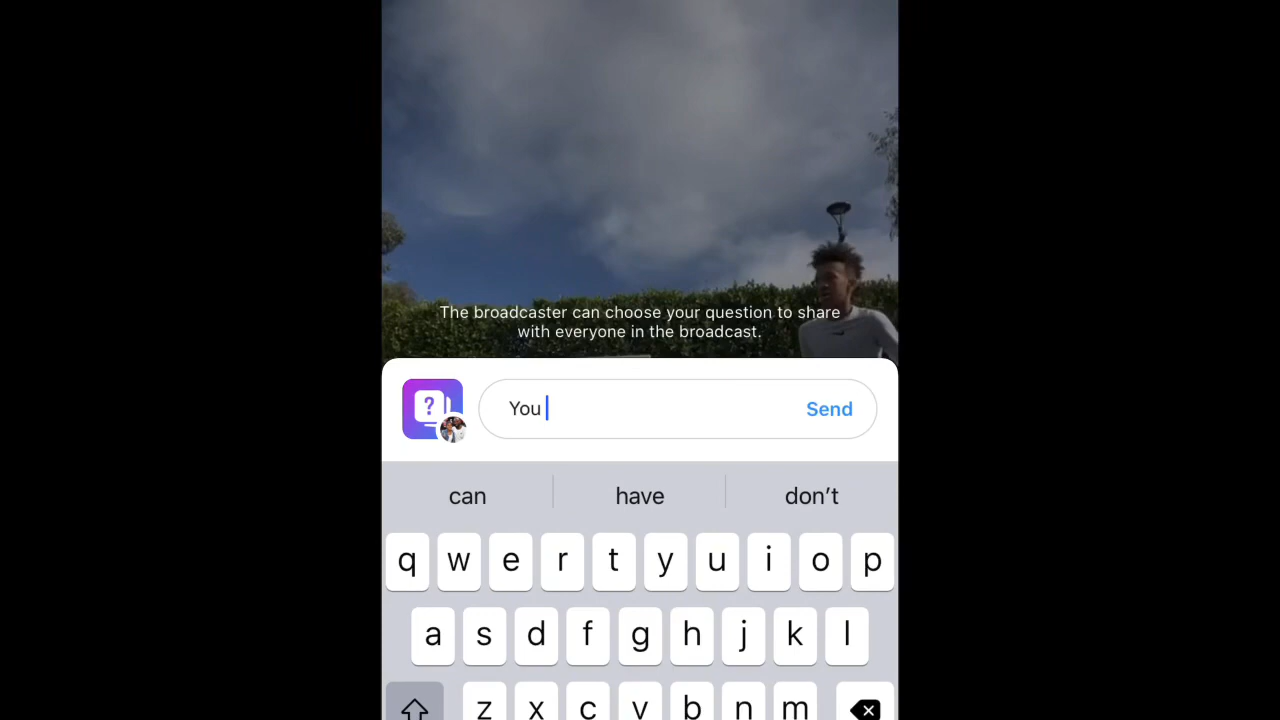 The broadcaster can choose your question to share
with everyone in the broadcast.
?
You
Send
can
have
don’t
q w e r t y u i o p
a s d f g h j k l
z x c v b n m